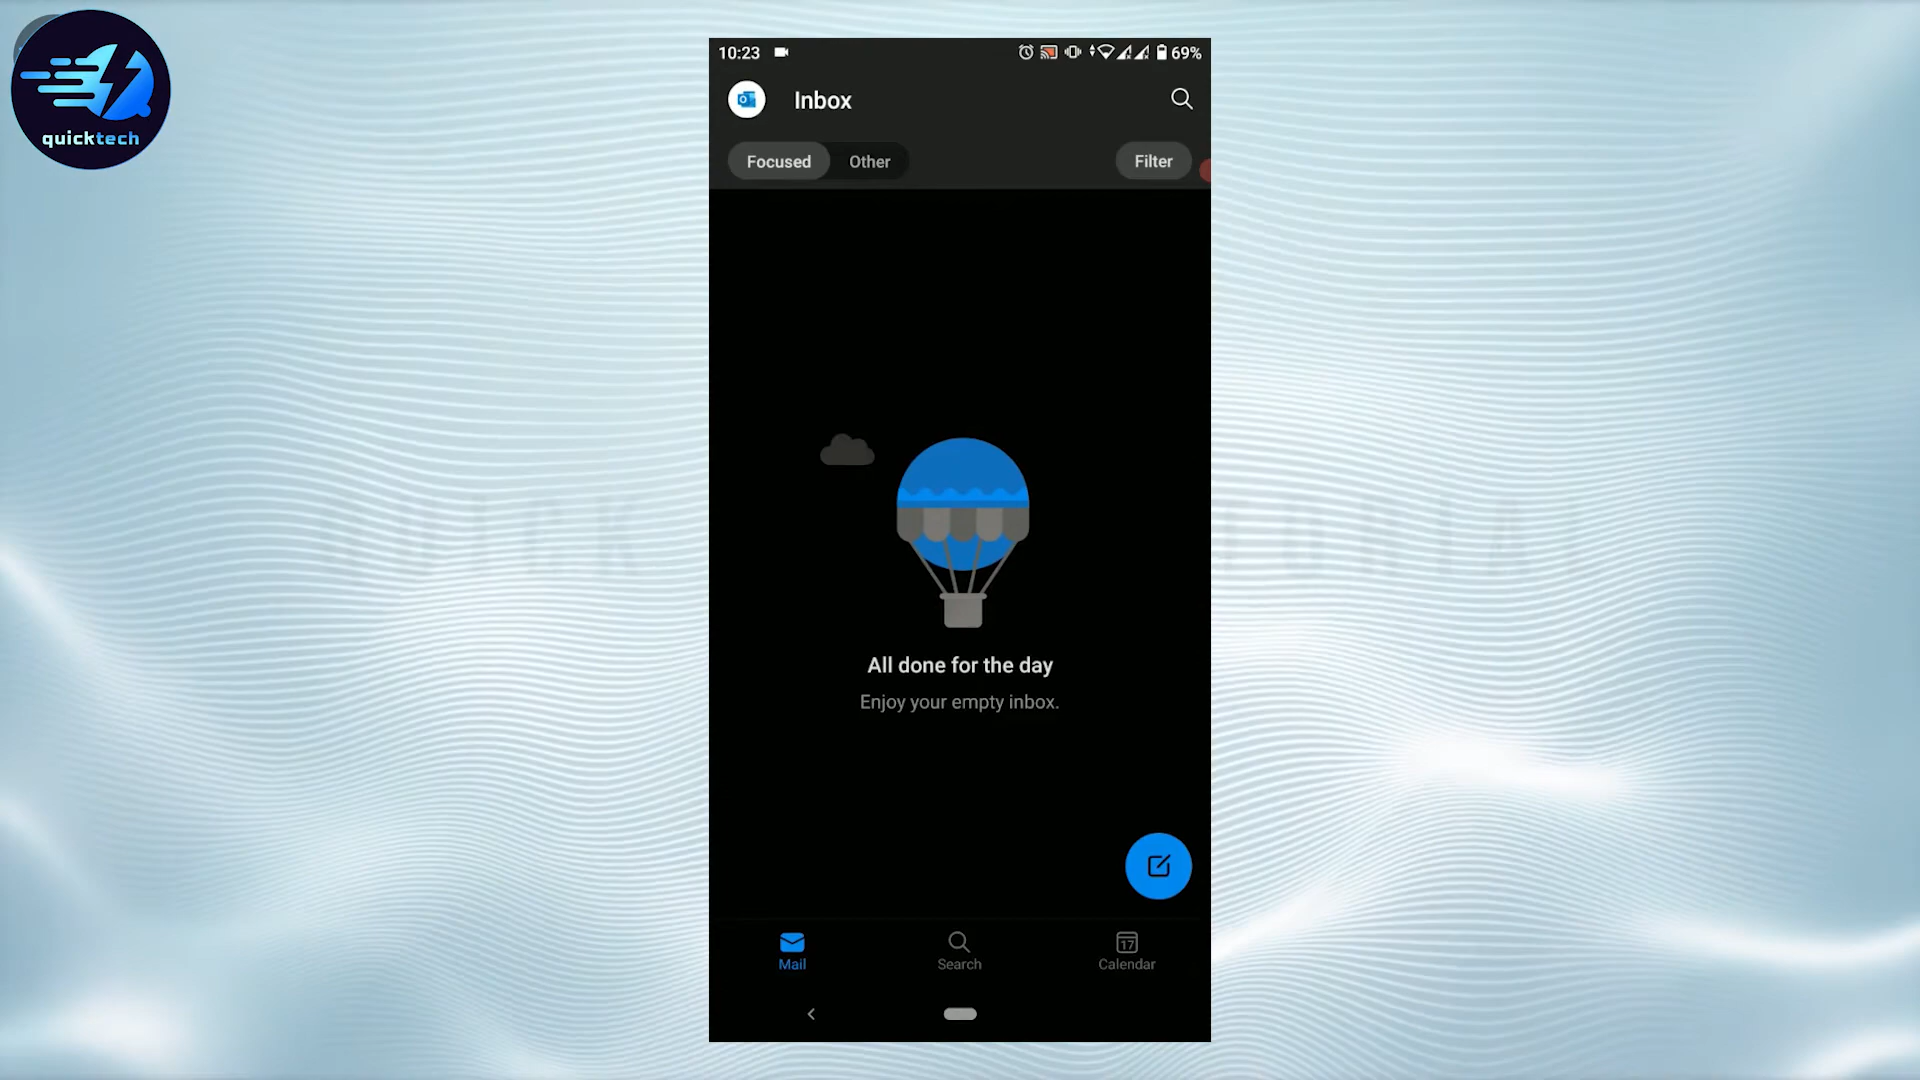 quicktech
10:23
69%
Inbox
Focused
Other
Filter
All done for the day
Enjoy your empty inbox.
Mail
Search
17
Calendar